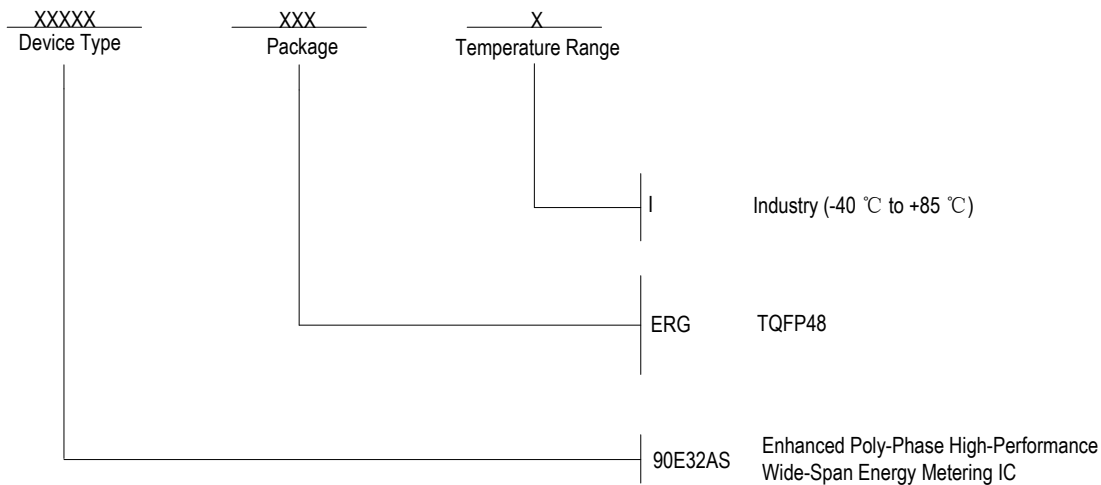 XXXXX XXX X
Device Type Package Temperature Range
I Industry (-40 ℃ to +85 ℃)
ERG TQFP48
90E32AS Enhanced Poly-Phase High-Performance
Wide-Span Energy Metering IC